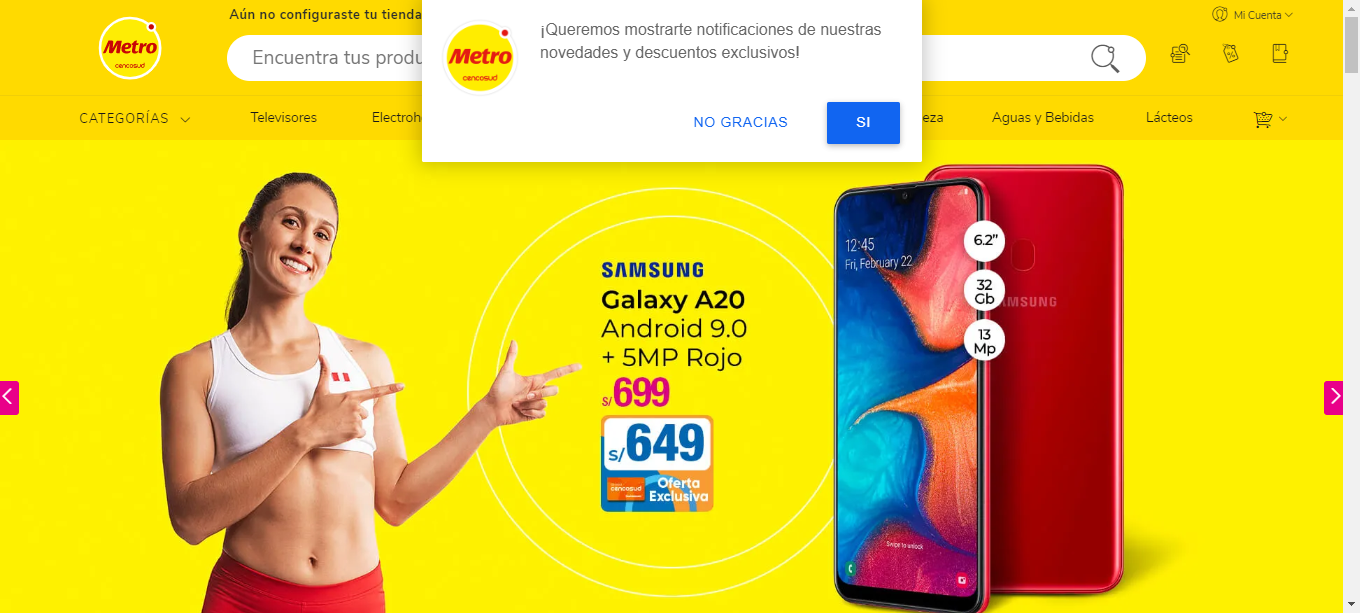 Aún no configuraste tu tienda
Metro
cencosud
Encuentra tus produ
Metro
cencosud
¡Queremos mostrarte notificaciones de nuestras
novedades y descuentos exclusivos!
NO GRACIAS
SI
Mi Cuenta
CATEGORÍAS
Televisores
Electroh
eza
Aguas y Bebidas
Lácteos
SAMSUNG
Galaxy A20
Android 9.0
+ 5MP Rojo
S/699
S/649
cencosud
Oferta
Exclusiva
12:45
Fri, February 22
6.2”
32
Gb
13
Mp
SAMSUNG
Swipe to unlock